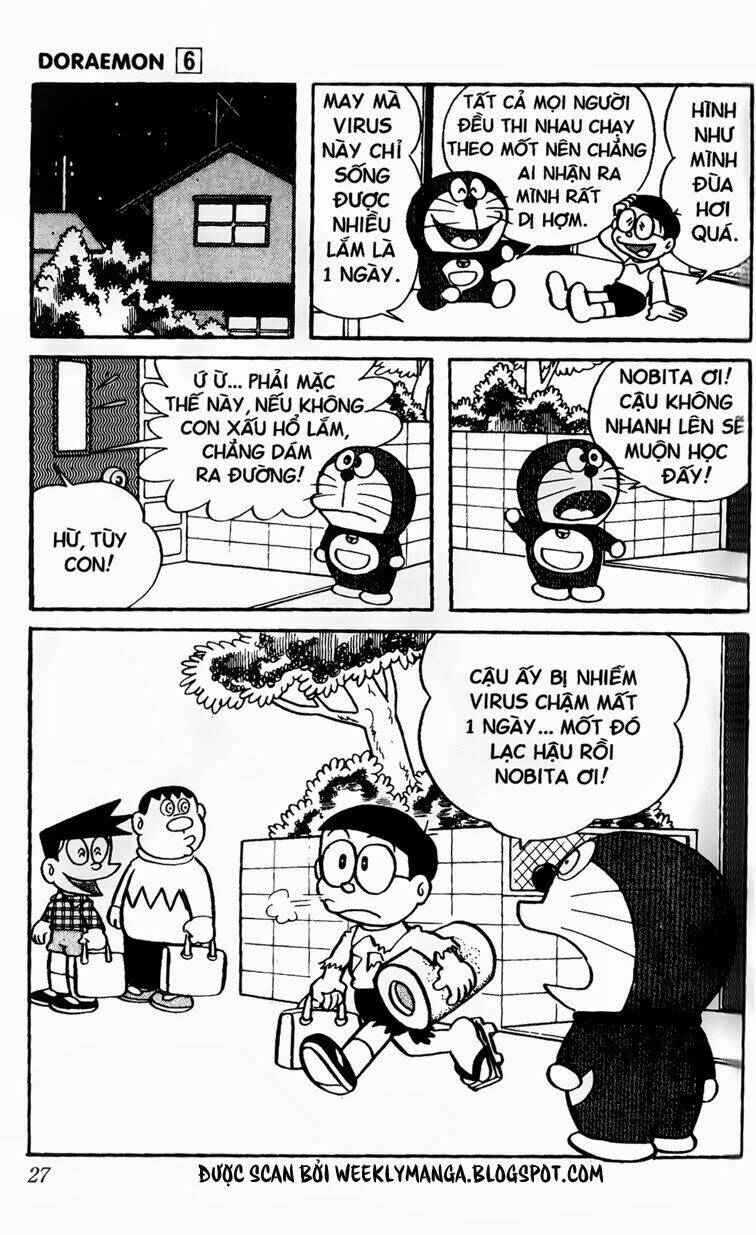 DORAEMON 6
MAY MÀ
VIRUS
NÀY CHỈ
SỐNG
ĐƯỢC
NHIỀU
LẮM LÀ
1 NGÀY.
TẤT CẢ MỌI NGƯỜI
ĐỀU THI NHAU CHẠY
THEO MỐT NÊN CHẲNG
AI NHẬN RA
MÌNH RẤT
DỊ HỢM.
HÌNH
NHƯ
MÌNH
ĐÙA
HƠI
QUÁ.
Ứ Ừ... PHẢI MẶC
THẾ NÀY, NẾU KHÔNG
CON XẤU HỔ LẮM,
CHẲNG DÁM
RA ĐƯỜNG!
HỪ, TÙY
CON!
NOBITA ƠI!
CẬU KHÔNG
NHANH LÊN SẼ
MUỘN HỌC
ĐẤY!
CẬU ẤY BỊ NHIỄM
VIRUS CHẬM MẤT
1 NGÀY... MỐT ĐÓ
LẠC HẬU RỒI
NOBITA ƠI!
27
ĐƯỢC SCAN BỞI WEEKLYMANGA.BLOGSPOT.COM